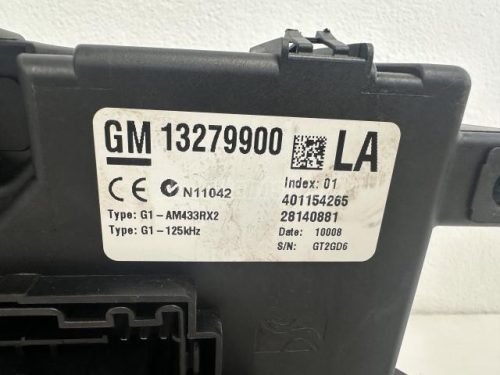 GM 13279900 LA
CE N11042 Index: 01
401154265
Type: G1-AM433RX2 28140881
Type: G1-125kHz Date: 10008
S/N: GT2GD6